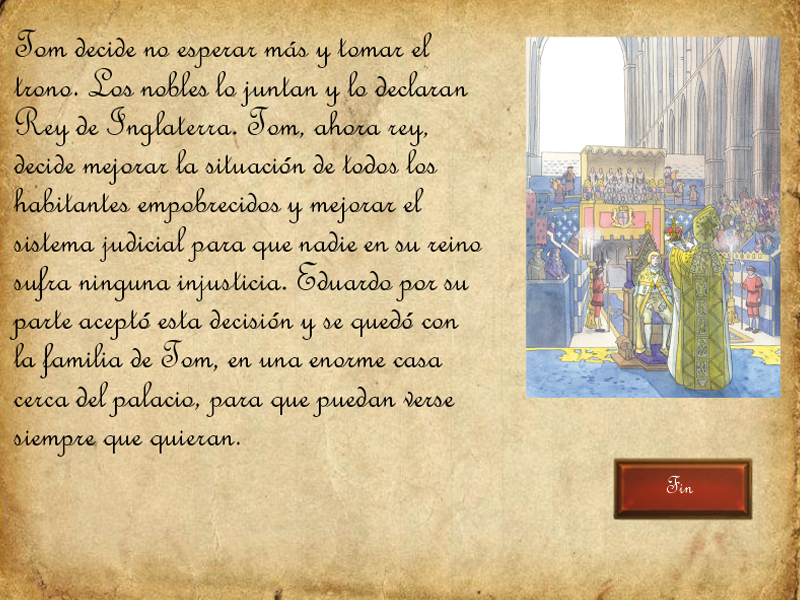 Tom decide no esperar más y tomar el
trono. Los nobles lo juntan y lo declaran
Rey de Inglaterra. Tom, ahora rey,
decide mejorar la situación de todos los
habitantes empobrecidos y mejorar el
sistema judicial para que nadie en su reino
sufra ninguna injusticia. Eduardo por su
parte aceptó esta decisión y se quedó con
la familia de Tom, en una enorme casa
cerca del palacio, para que puedan verse
siempre que quieran.
Fin